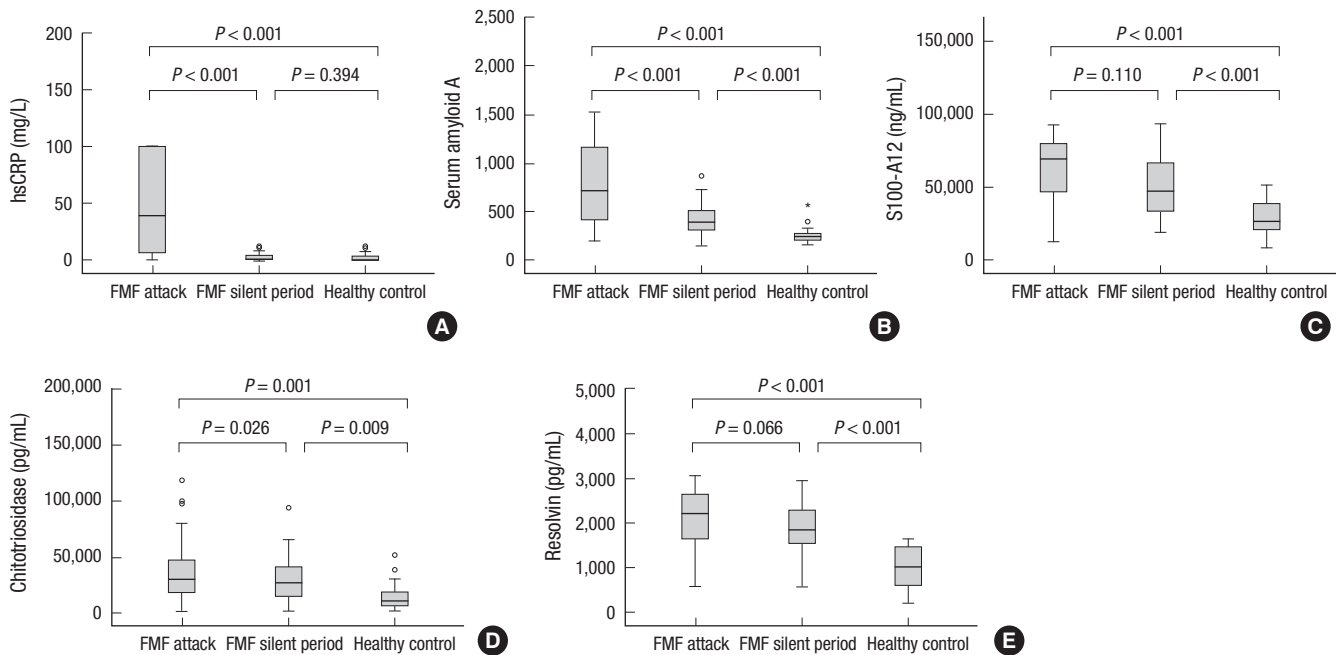 hsCRP (mg/L)
200
150
100
50
0
P < 0.001
P < 0.001
P = 0.394
FMF attack
FMF silent period
Healthy control
A
Serum amyloid A
2,500
2,000
1,500
1,000
500
0
P < 0.001
P < 0.001
P < 0.001
FMF attack
FMF silent period
Healthy control
B
S100-A12 (ng/mL)
150,000
100,000
50,000
0
P < 0.001
P = 0.110
P < 0.001
FMF attack
FMF silent period
Healthy control
C
Chitotriosidase (pg/mL)
200,000
150,000
100,000
50,000
0
P = 0.001
P = 0.026
P = 0.009
FMF attack
FMF silent period
Healthy control
D
Resolvin (pg/mL)
5,000
4,000
3,000
2,000
1,000
0
P < 0.001
P = 0.066
P < 0.001
FMF attack
FMF silent period
Healthy control
E